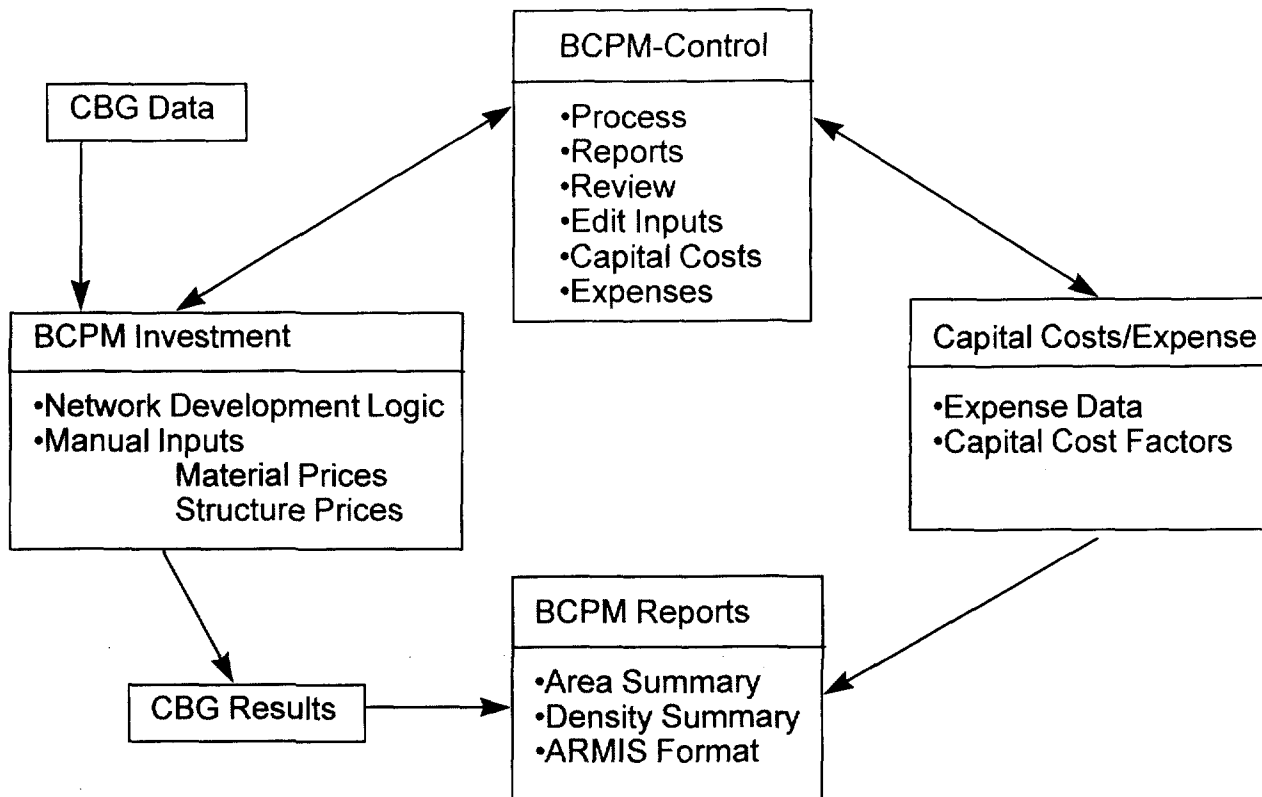 CBG Data
BCPM-Control
•Process
•Reports
•Review
•Edit Inputs
•Capital Costs
•Expenses
BCPM Investment
•Network Development Logic
•Manual Inputs
Material Prices
Structure Prices
Capital Costs/Expense
•Expense Data
•Capital Cost Factors
CBG Results
BCPM Reports
•Area Summary
•Density Summary
•ARMIS Format